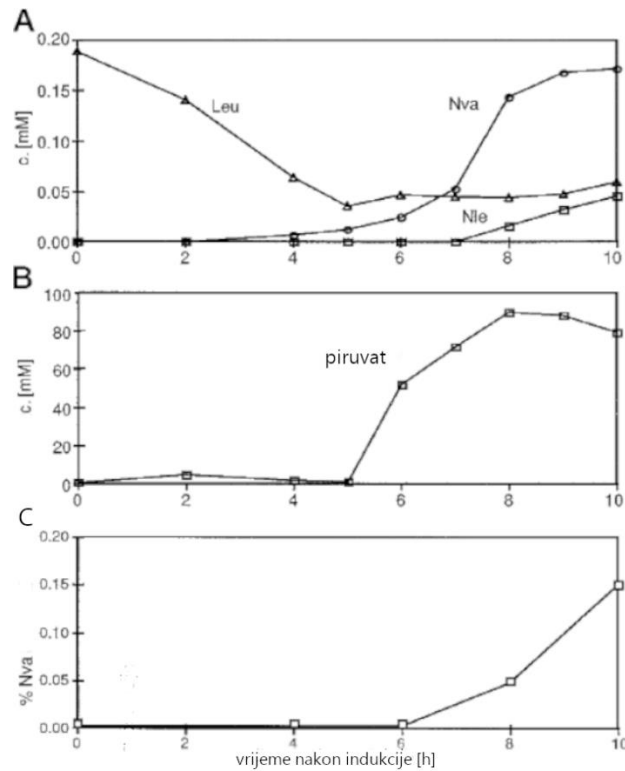 A
0.20
0.15
0.10
0.05
0.00
c. [mM]
Leu
Nva
Nle
0 2 4 6 8 10
B
100
80
60
40
20
0
c. [mM]
piruvat
0 2 4 6 8 10
C
0.20
0.15
0.10
0.05
0.00
% Nva
0 2 4 6 8 10
vrijeme nakon indukcije [h]